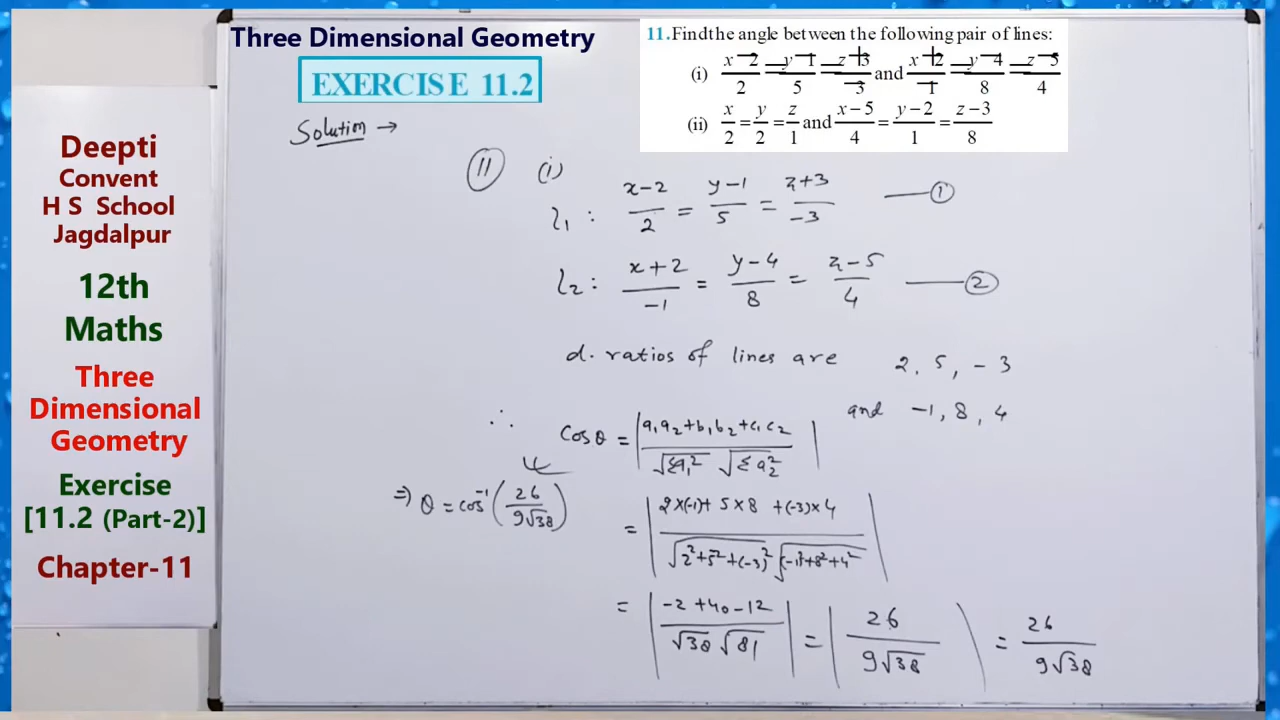 Three Dimensional Geometry
EXERCISE 11.2
11. Find the angle between the following pair of lines:
(i) x−2/2 = y−1/5 = z+3/−3 and x+2/−1 = y−4/8 = z−5/4
(ii) x/2 = y/2 = z/1 and x−5/4 = y−2/1 = z−3/8
Deepti
Convent
H S School
Jagdalpur
12th
Maths
Three
Dimensional
Geometry
Exercise
[11.2 (Part-2)]
Chapter-11
Solution →
11 (i)
l₁ : x−2/2 = y−1/5 = z+3/−3 —— ①
l₂ : x+2/−1 = y−4/8 = z−5/4 —— ②
d. ratios of lines are 2, 5, −3
and −1, 8, 4
∴ cosθ = |a₁a₂+b₁b₂+c₁c₂ / √Σa₁² √Σa₂²|
= |2×(−1)+5×8+(−3)×4 / √2²+5²+(−3)² √(−1)²+8²+4²|
= |−2+40−12 / √38 √81| = |26 / 9√38| = 26 / 9√38
⇒ θ = cos⁻¹(26 / 9√38)